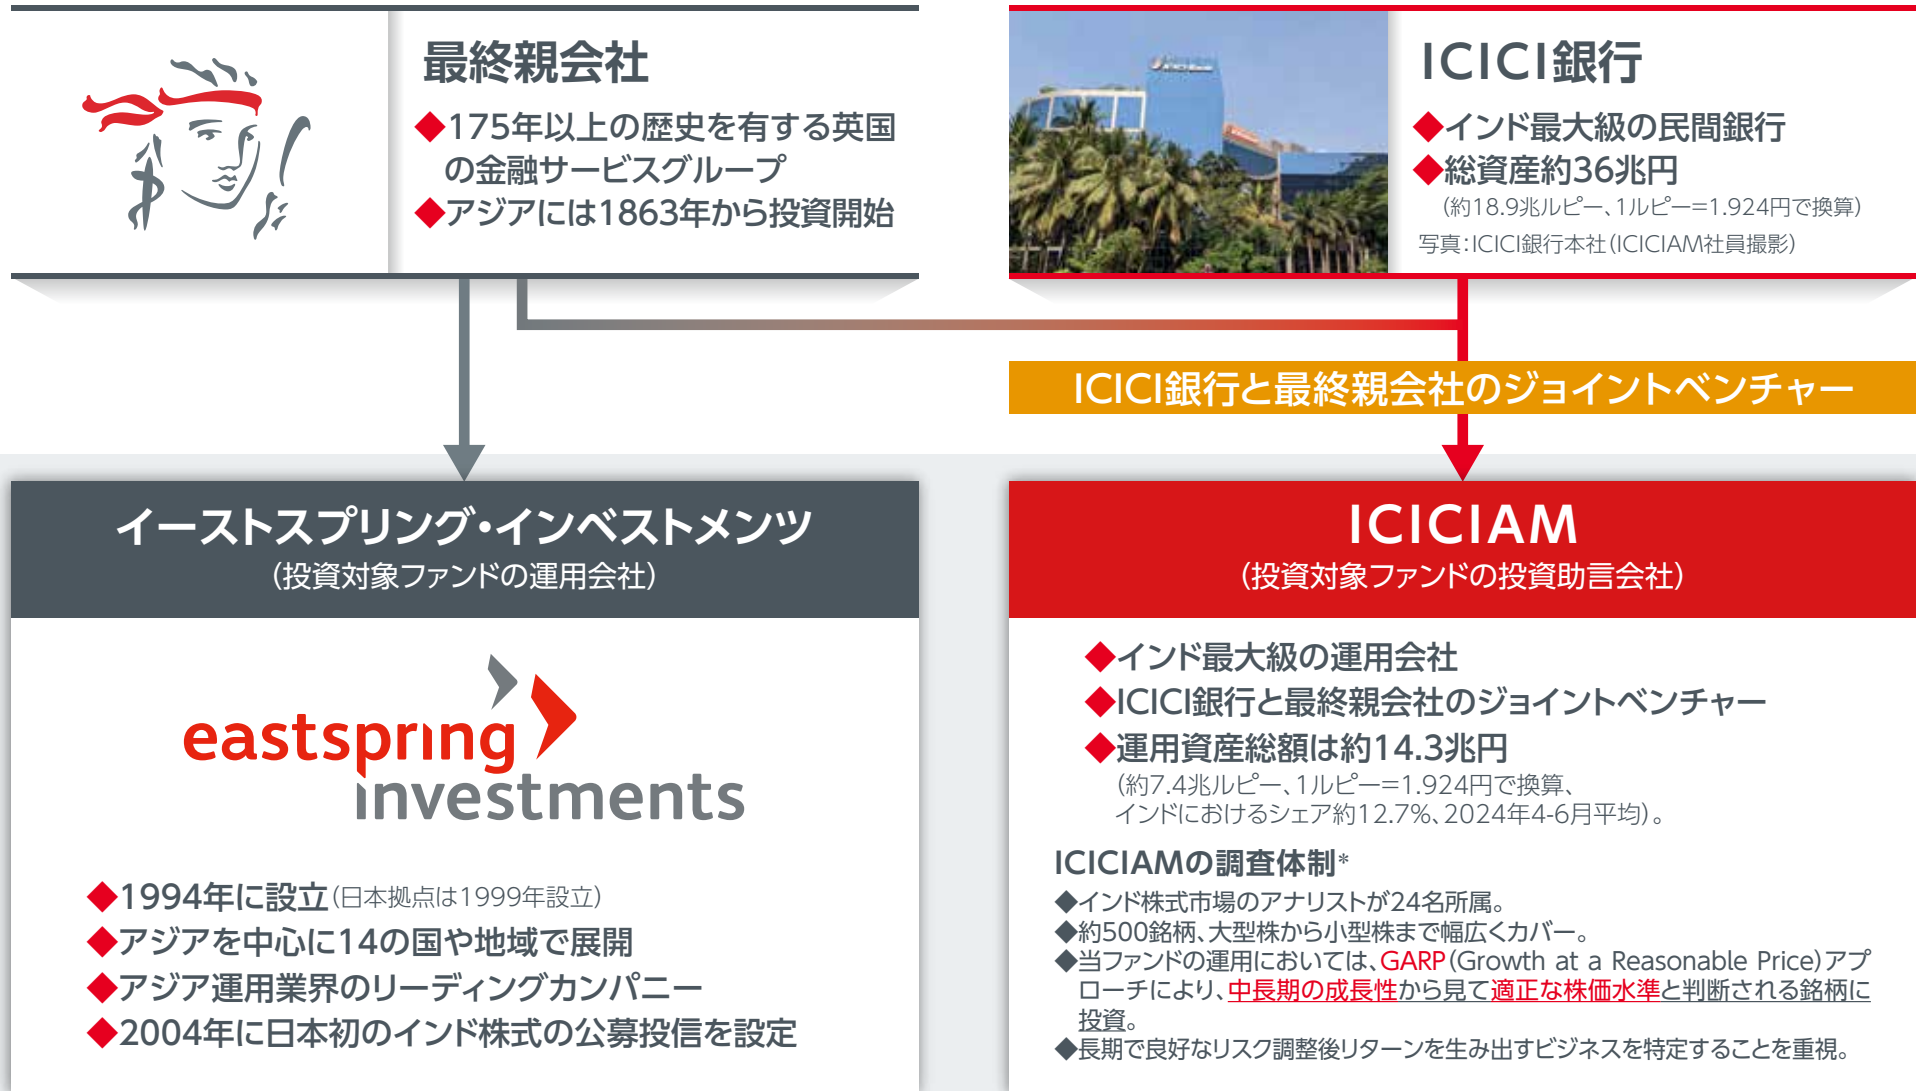 最終親会社
◆175年以上の歴史を有する英国
の金融サービスグループ
◆アジアには1863年から投資開始
ICICI銀行
◆インド最大級の民間銀行
◆総資産約36兆円
(約18.9兆ルピー、1ルピー=1.924円で換算)
写真:ICICI銀行本社(ICICIAM社員撮影)
ICICI銀行と最終親会社のジョイントベンチャー
イーストスプリング・インベストメンツ
(投資対象ファンドの運用会社)
eastspring
investments
◆1994年に設立(日本拠点は1999年設立)
◆アジアを中心に14の国や地域で展開
◆アジア運用業界のリーディングカンパニー
◆2004年に日本初のインド株式の公募投信を設定
ICICIAM
(投資対象ファンドの投資助言会社)
◆インド最大級の運用会社
◆ICICI銀行と最終親会社のジョイントベンチャー
◆運用資産総額は約14.3兆円
(約7.4兆ルピー、1ルピー=1.924円で換算、
インドにおけるシェア約12.7%、2024年4-6月平均)。
ICICIAMの調査体制*
◆インド株式市場のアナリストが24名所属。
◆約500銘柄、大型株から小型株まで幅広くカバー。
◆当ファンドの運用においては、GARP(Growth at a Reasonable Price)アプ
ローチにより、中長期の成長性から見て適正な株価水準と判断される銘柄に
投資。
◆長期で良好なリスク調整後リターンを生み出すビジネスを特定することを重視。